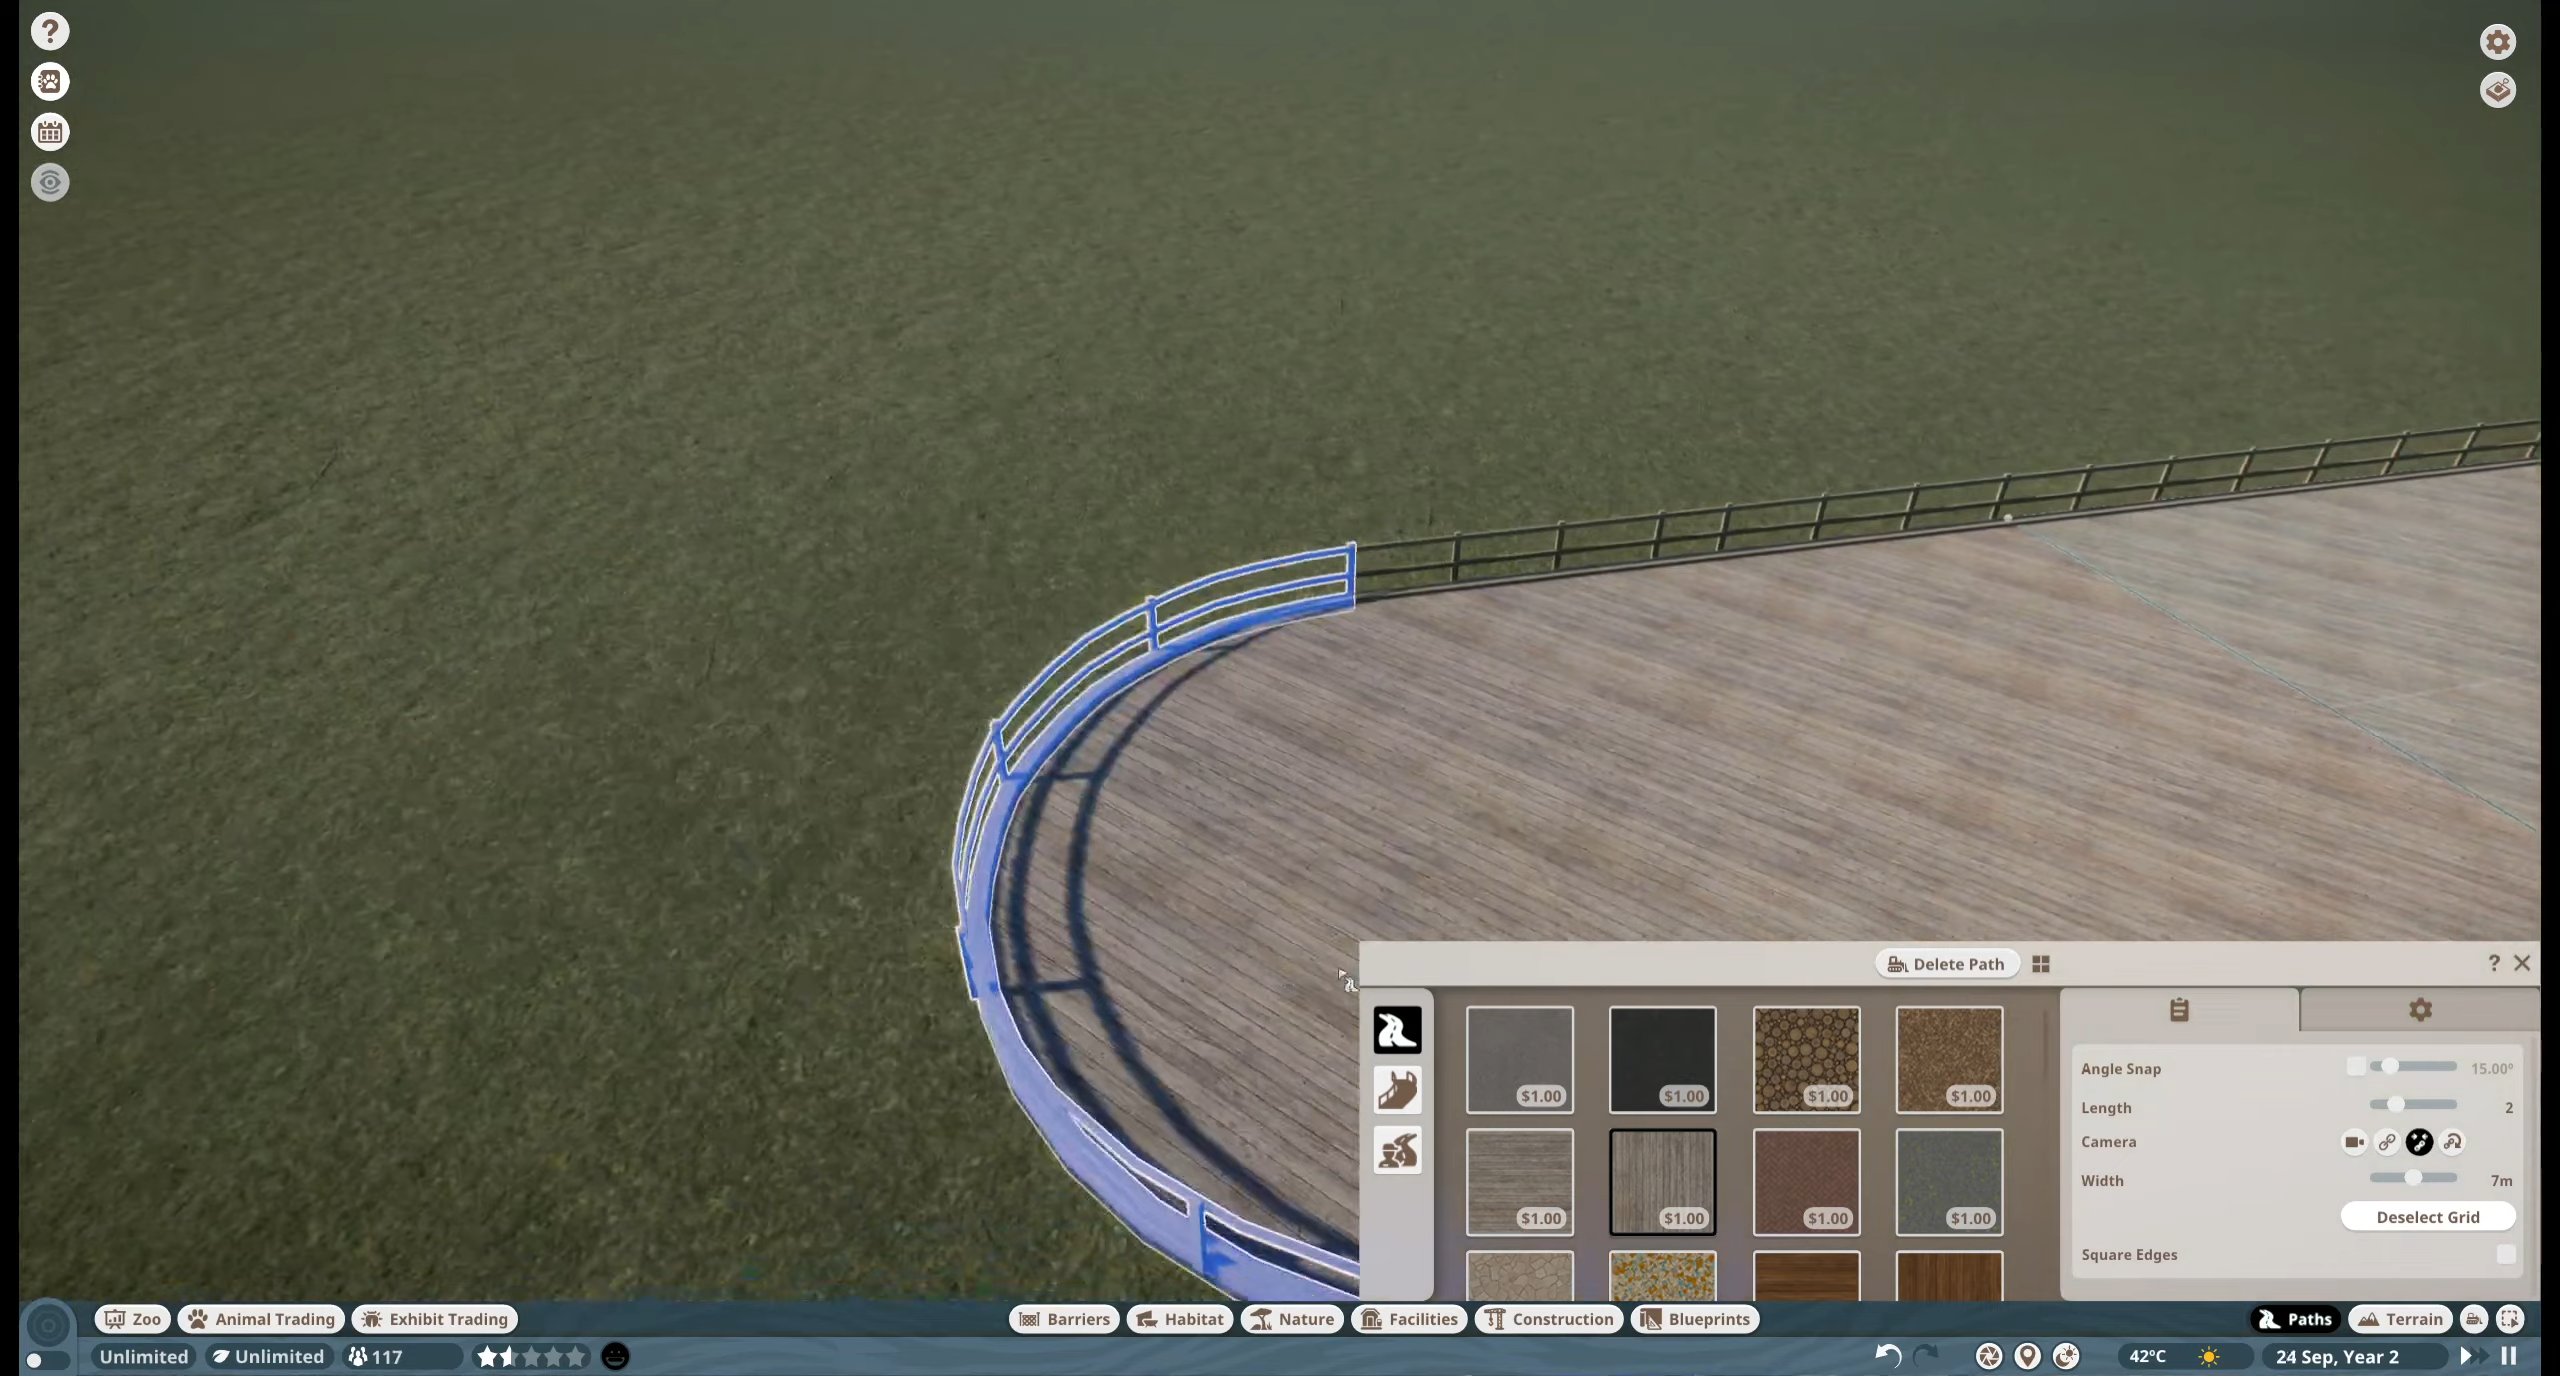 ?
Delete Path
?
$1.00
$1.00
$1.00
$1.00
$1.00
$1.00
$1.00
$1.00
Angle Snap
15.00°
Length
2
Camera
Width
7m
Deselect Grid
Square Edges
Zoo
Animal Trading
Exhibit Trading
Barriers
Habitat
Nature
Facilities
Construction
Blueprints
Paths
Terrain
Unlimited
Unlimited
117
42°C
24 Sep, Year 2